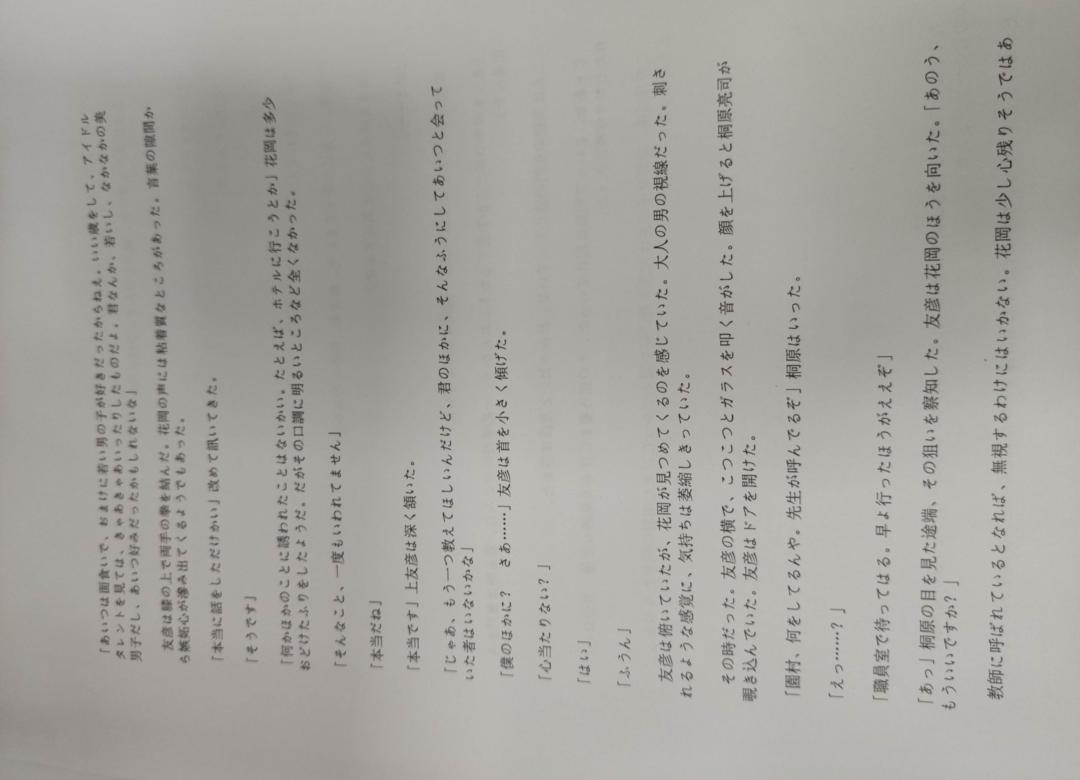 「あいつは面食いで、おまけに若い男の子が好きだったからねえ。いい歳をして、アイドル
タレントを見ては、きゃあきゃあいったりしたものだよ。君なんか、若いし、なかなかの美
男子だし、あいつ好みだったかもしれないな」
友彦は膝の上で両手の拳を結んだ。花岡の声には粘着質なところがあった。言葉の隙間か
ら嫉妬心が滲み出てくるようでもあった。
「本当に話をしただけかい」改めて訊いてきた。
「そうです」
「何かほかのことに誘われたことはないかい。たとえば、ホテルに行こうとか」花岡は多少
おどけたふりをしたようだ。だがその口調に明るいところなど全くなかった。
「そんなこと、一度もいわれてません」
「本当だね」
「本当です」上友彦は深く頷いた。
「じゃあ、もう一つ教えてほしいんだけど、君のほかに、そんなふうにしてあいつと会って
いた者はいないかな」
「僕のほかに？　さあ……」友彦は首を小さく傾げた。
「心当たりない？」
「はい」
「ふうん」
友彦は俯いていたが、花岡が見つめてくるのを感じていた。大人の男の視線だった。刺さ
れるような感覚に、気持ちは萎縮しきっていた。
その時だった。友彦の横で、こつこつとガラスを叩く音がした。顔を上げると桐原亮司が
覗き込んでいた。友彦はドアを開けた。
「園村、何をしてるんや。先生が呼んでるぞ」桐原はいった。
「えっ……？」
「職員室で待ってはる。早よ行ったほうがええぞ」
「あっ」桐原の目を見た途端、その狙いを察知した。友彦は花岡のほうを向いた。「あのう、
もういいですか？」
教師に呼ばれているとなれば、無視するわけにはいかない。花岡は少し心残りそうではあ